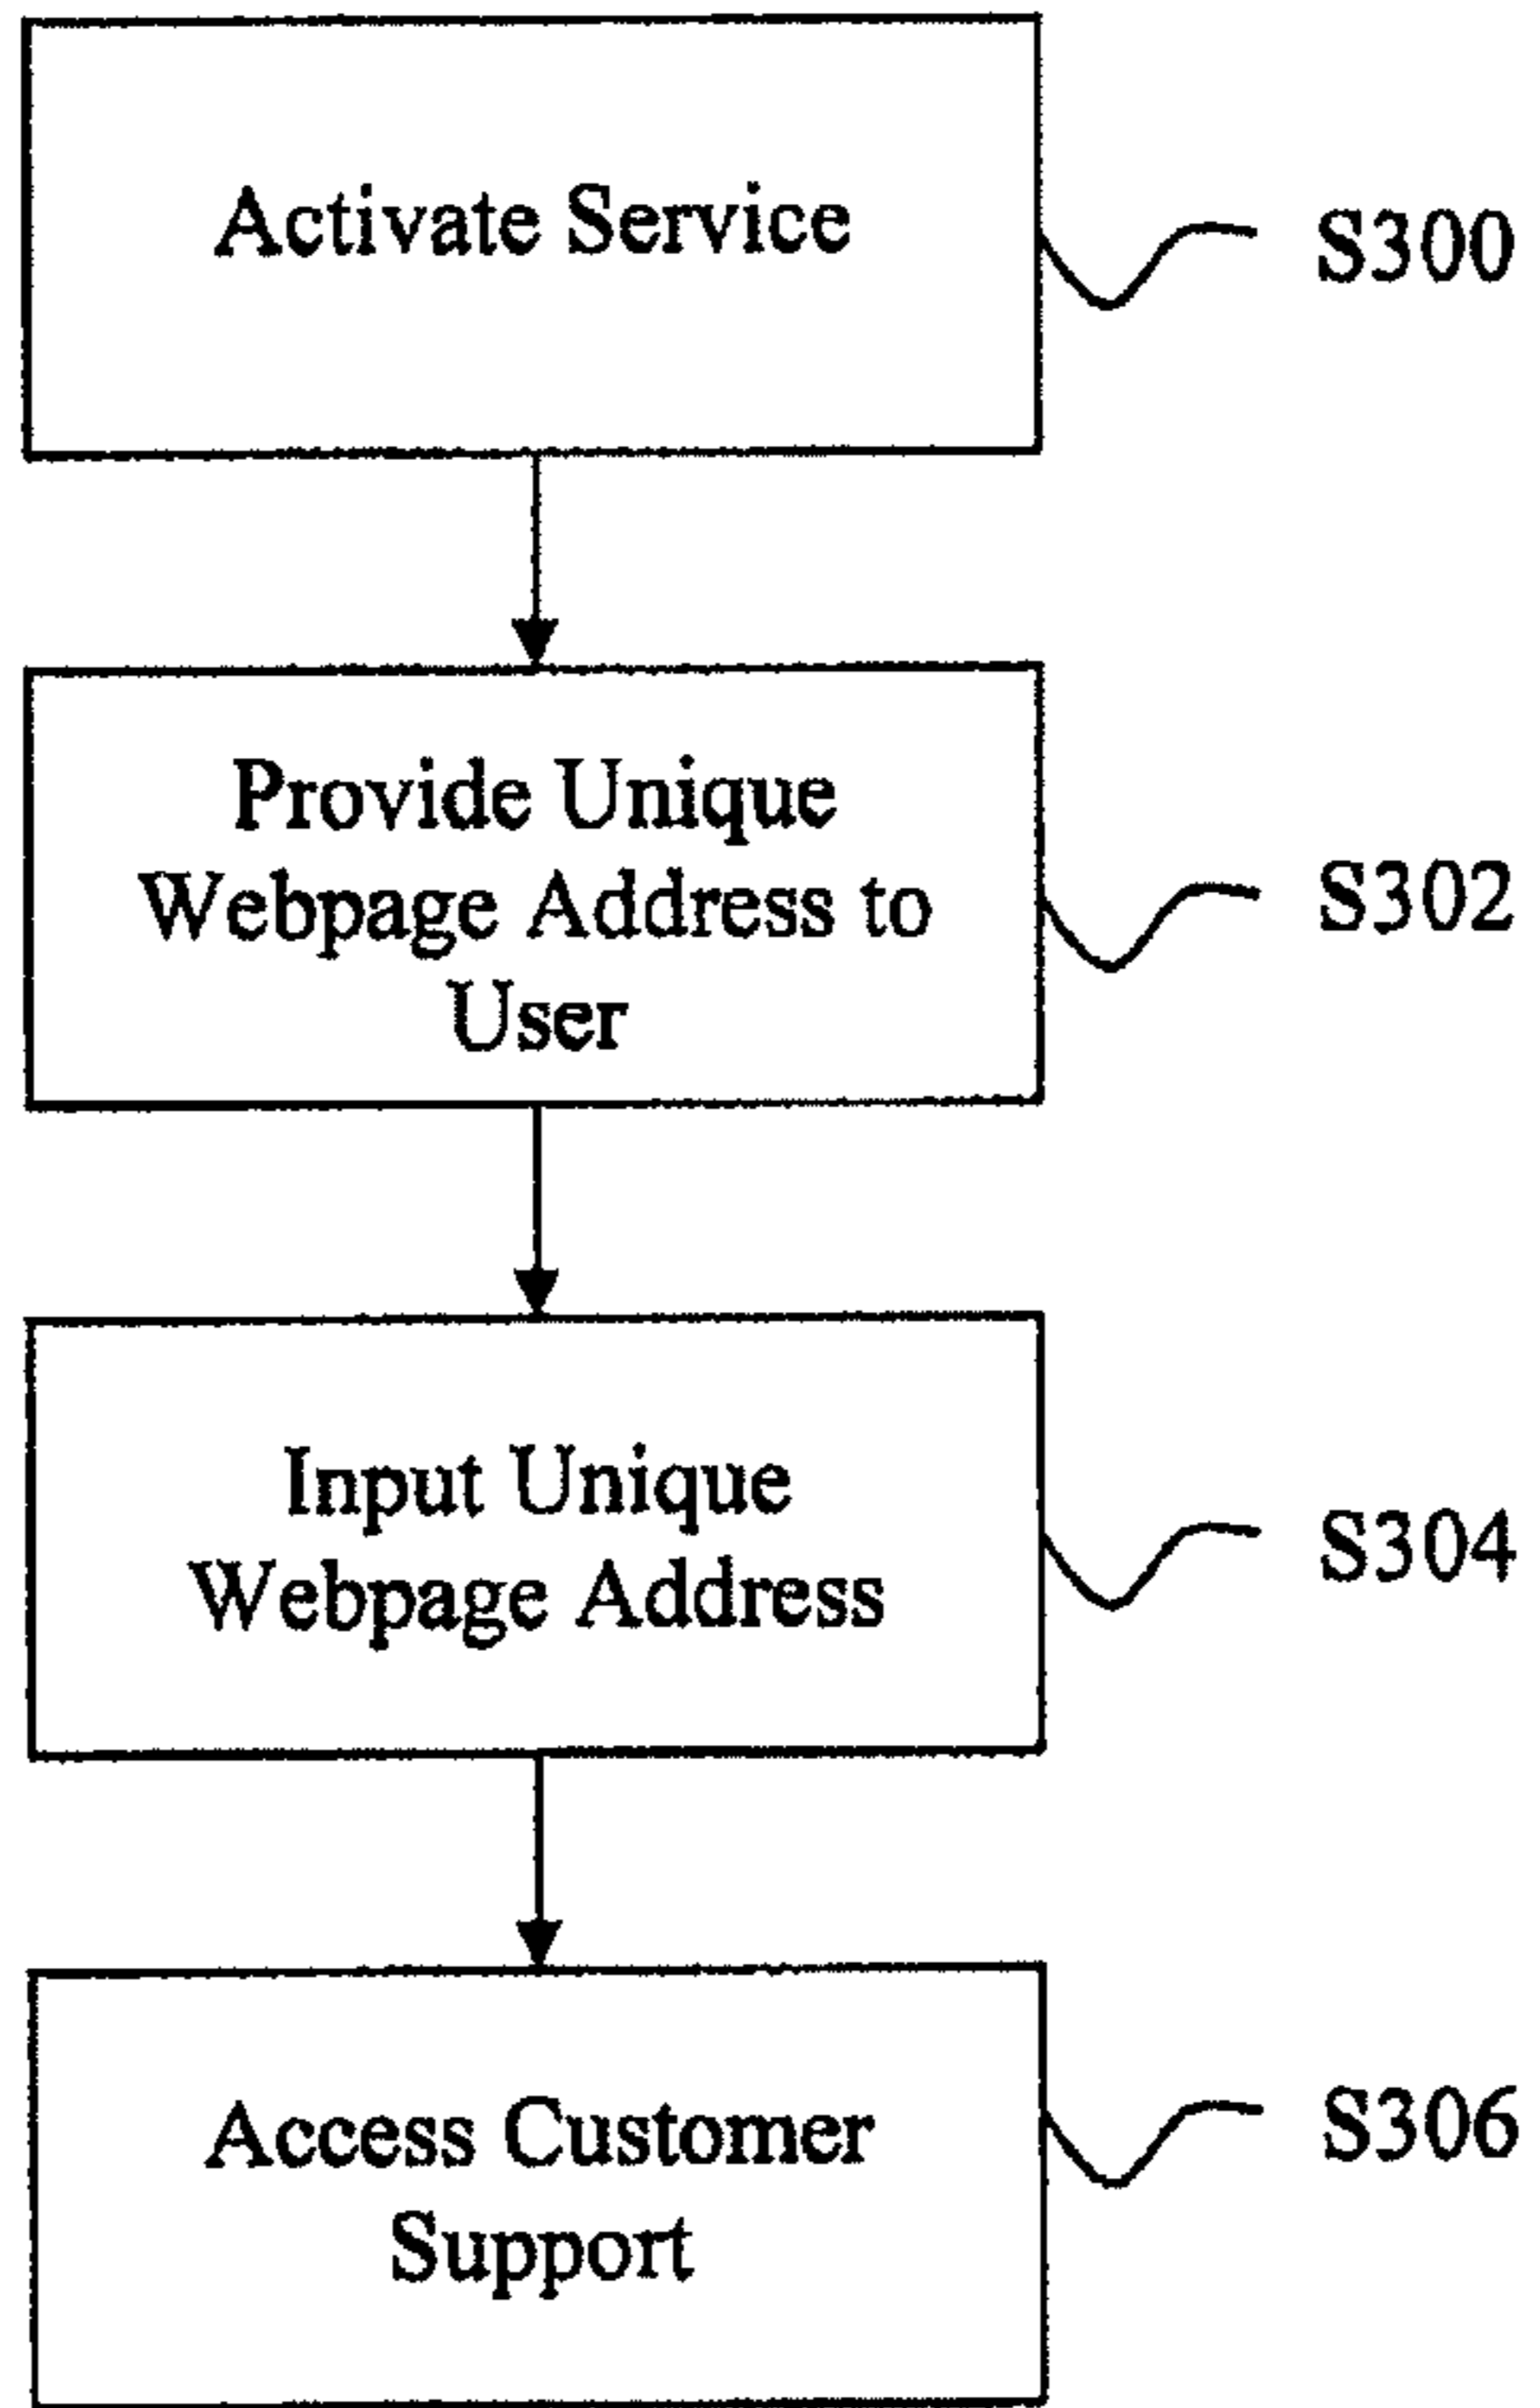 Activate Service
S300
Provide Unique
Webpage Address to
User
S302
Input Unique
Webpage Address
S304
Access Customer
Support
S306